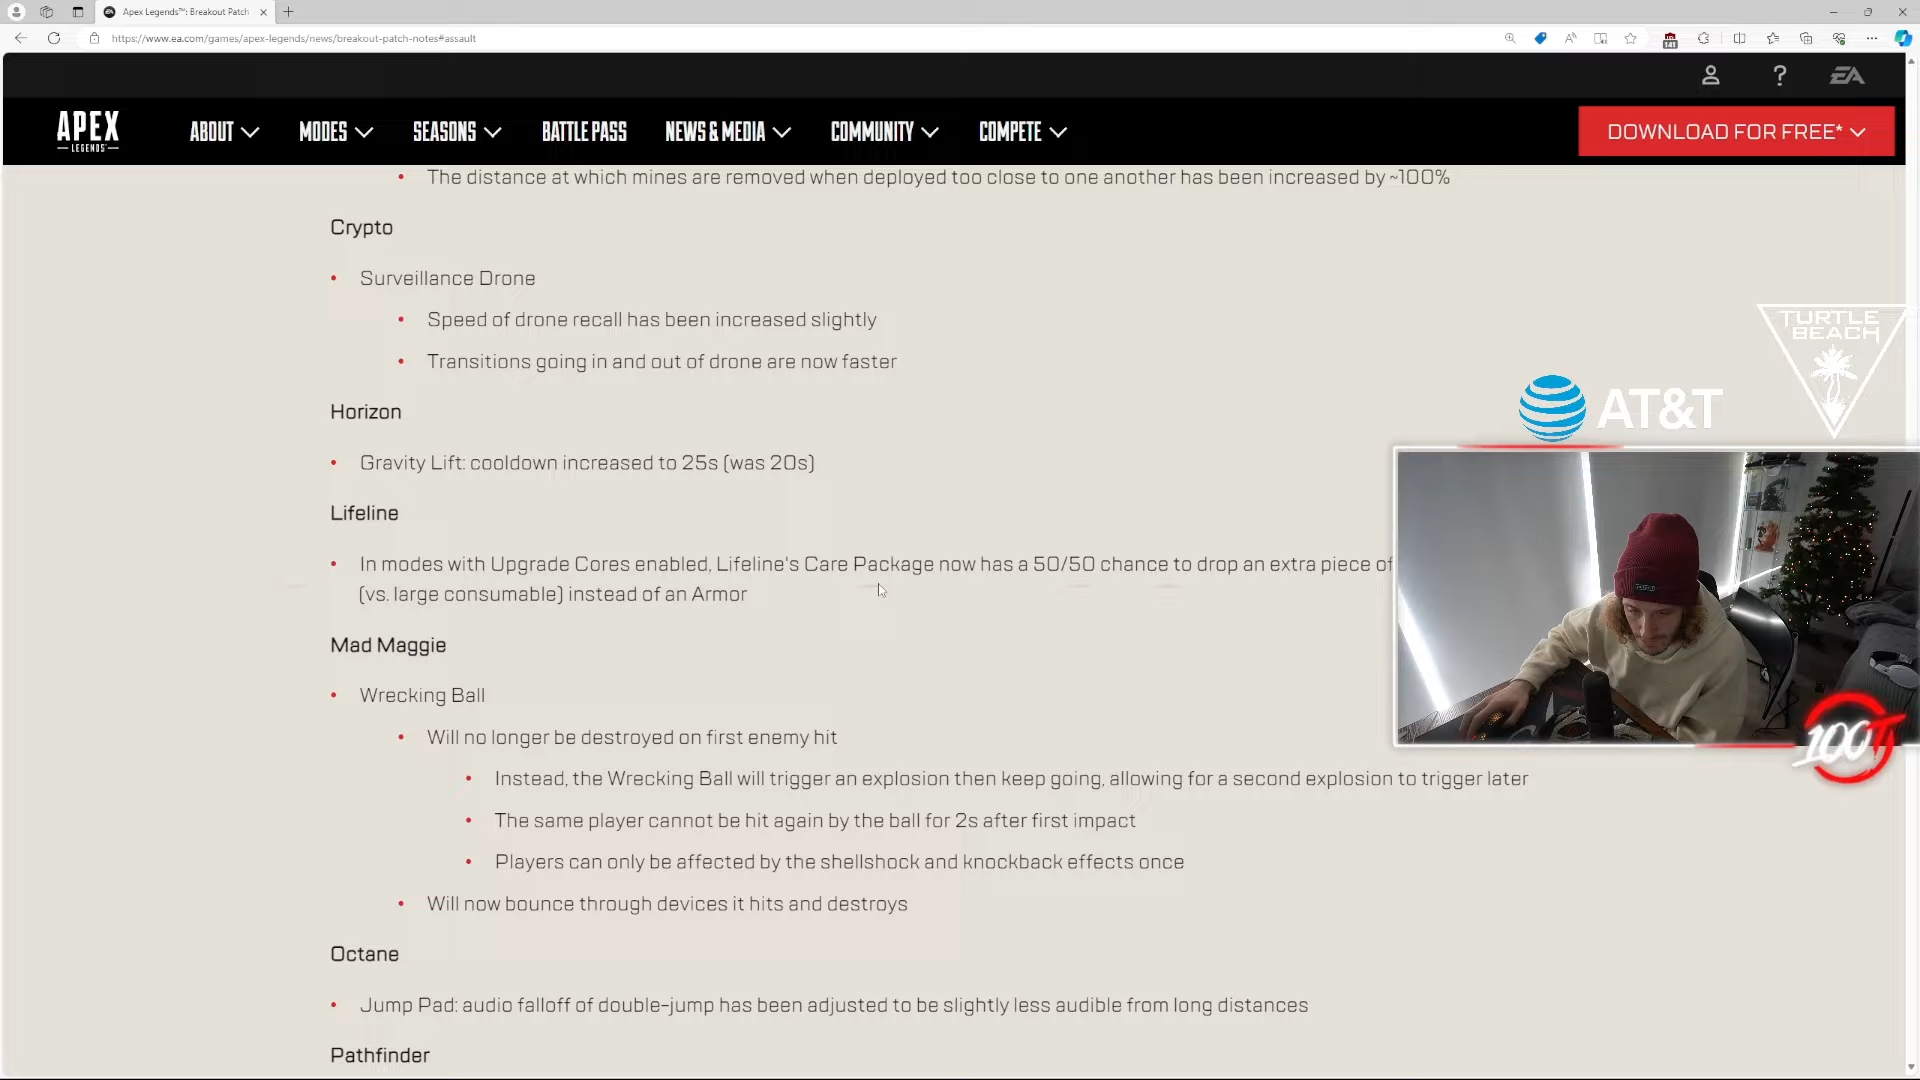 Apex Legends™: Breakout Patch
https://www.ea.com/games/apex-legends/news/breakout-patch-notes#assault
141
EA
APEX
LEGENDS
ABOUT
MODES
SEASONS
BATTLE PASS
NEWS & MEDIA
COMMUNITY
COMPETE
DOWNLOAD FOR FREE*
• The distance at which mines are removed when deployed too close to one another has been increased by ~100%
Crypto
• Surveillance Drone
• Speed of drone recall has been increased slightly
• Transitions going in and out of drone are now faster
TURTLE
BEACH
AT&T
Horizon
• Gravity Lift: cooldown increased to 25s (was 20s)
Lifeline
• In modes with Upgrade Cores enabled, Lifeline's Care Package now has a 50/50 chance to drop an extra piece of
(vs. large consumable) instead of an Armor
Mad Maggie
• Wrecking Ball
• Will no longer be destroyed on first enemy hit
100T
• Instead, the Wrecking Ball will trigger an explosion then keep going, allowing for a second explosion to trigger later
• The same player cannot be hit again by the ball for 2s after first impact
• Players can only be affected by the shellshock and knockback effects once
• Will now bounce through devices it hits and destroys
Octane
• Jump Pad: audio falloff of double-jump has been adjusted to be slightly less audible from long distances
Pathfinder